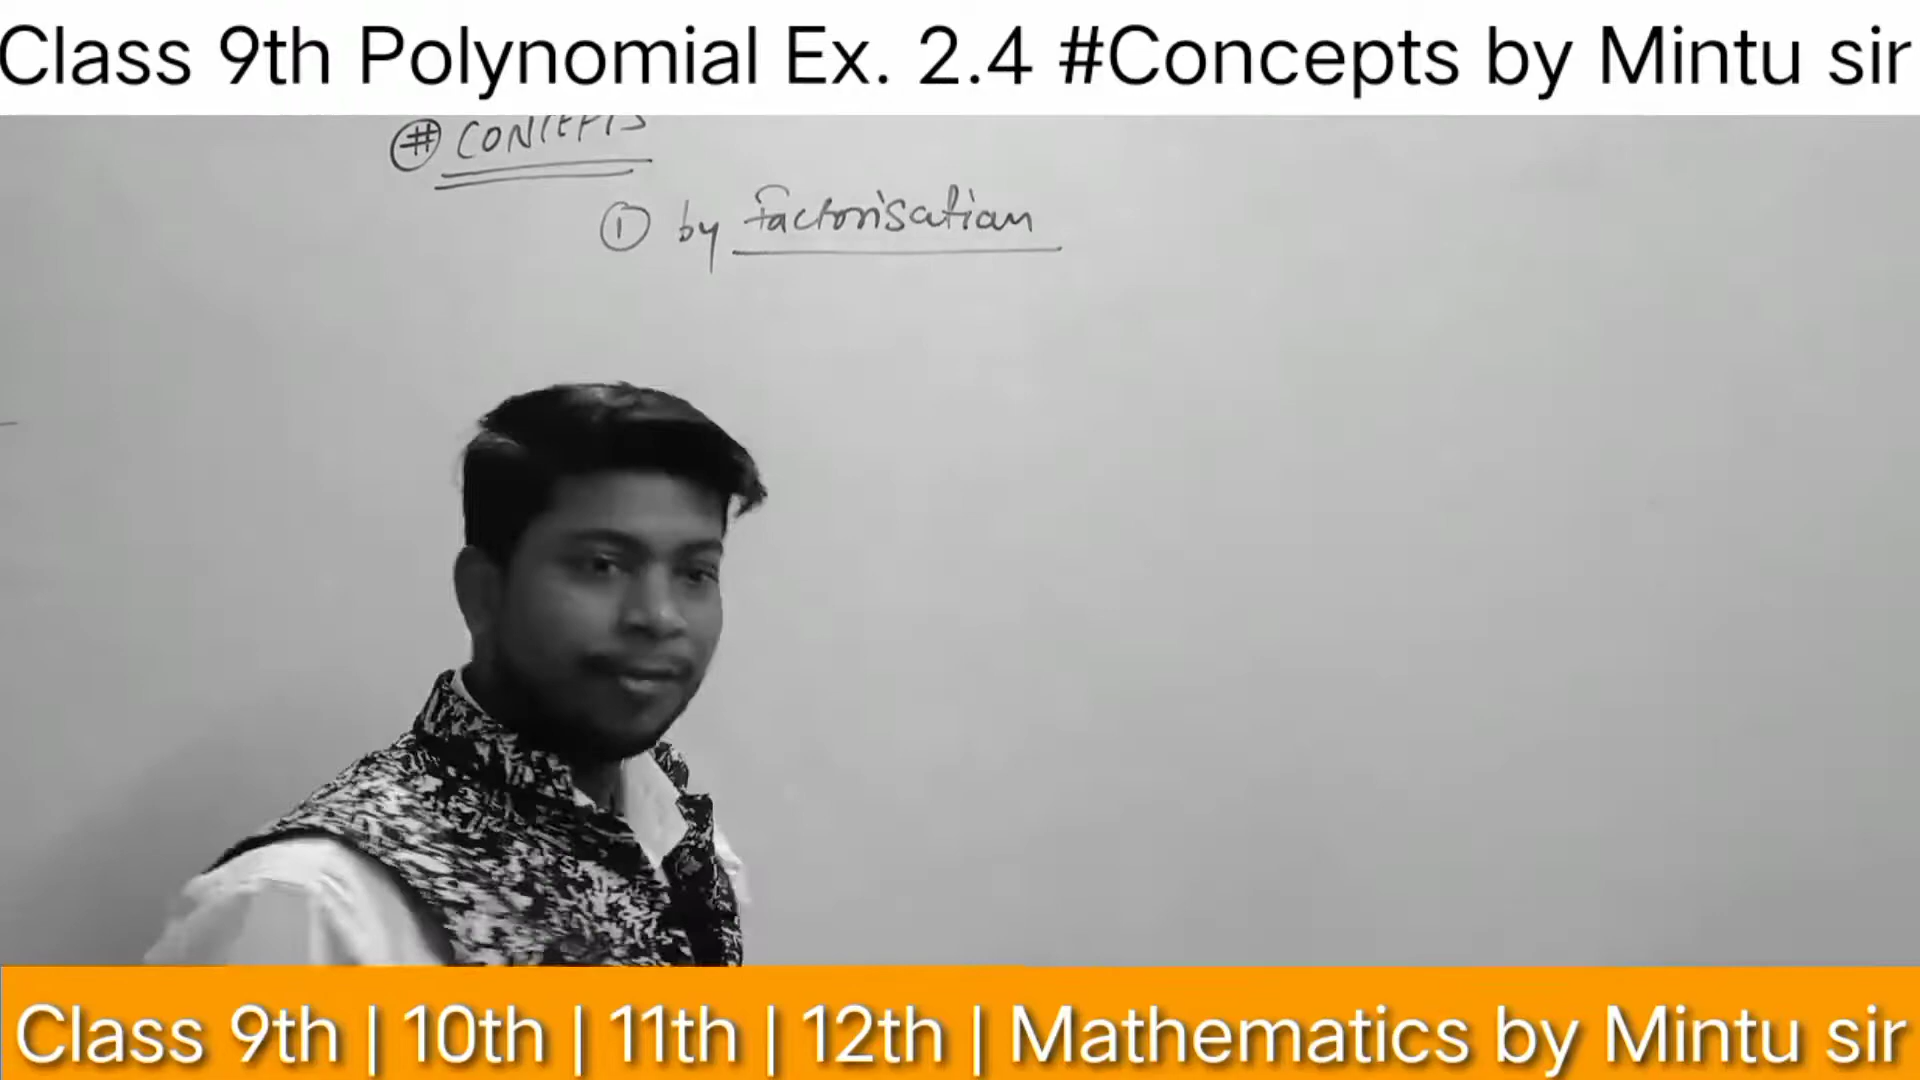 Class 9th Polynomial Ex. 2.4 #Concepts by Mintu sir
# CONCEPTS
① by factorisation
Class 9th | 10th | 11th | 12th | Mathematics by Mintu sir